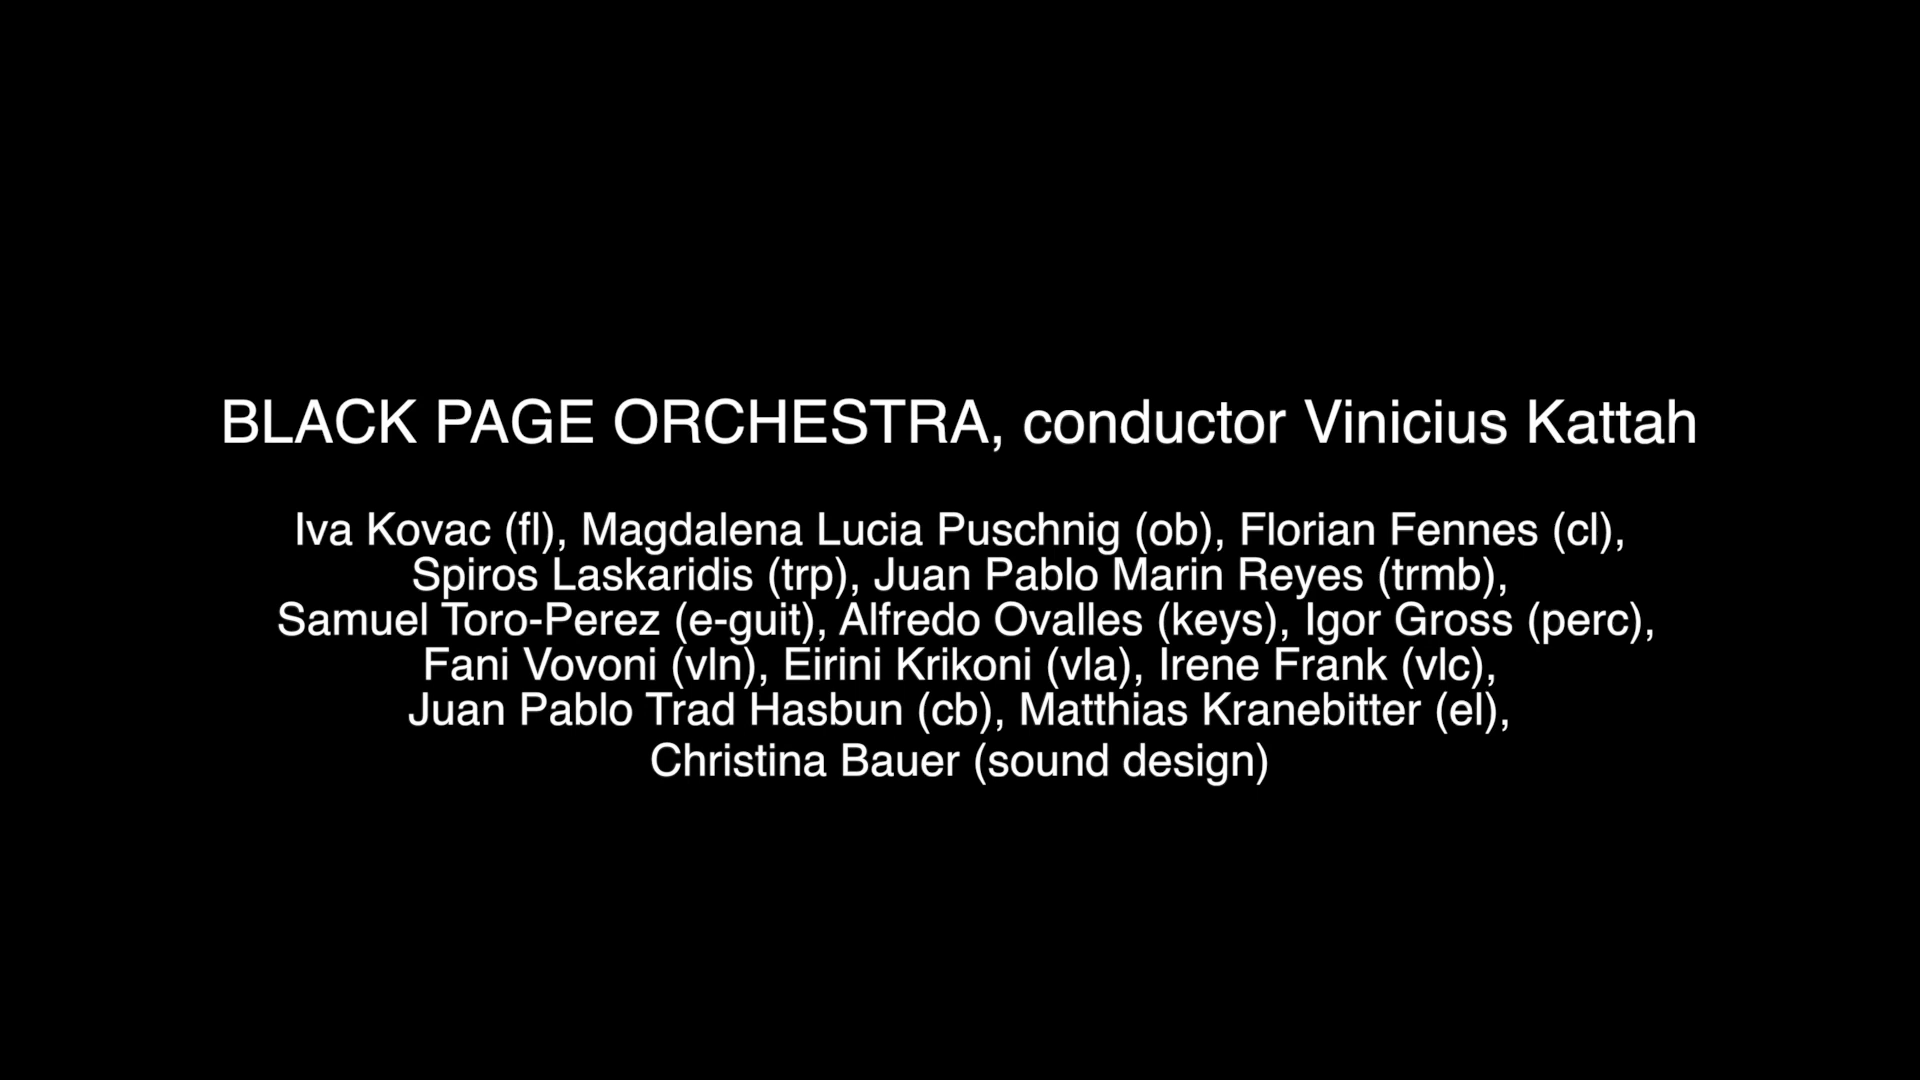 BLACK PAGE ORCHESTRA, conductor Vinicius Kattah
Iva Kovac (fl), Magdalena Lucia Puschnig (ob), Florian Fennes (cl),
Spiros Laskaridis (trp), Juan Pablo Marin Reyes (trmb),
Samuel Toro-Perez (e-guit), Alfredo Ovalles (keys), Igor Gross (perc),
Fani Vovoni (vln), Eirini Krikoni (vla), Irene Frank (vlc),
Juan Pablo Trad Hasbun (cb), Matthias Kranebitter (el),
Christina Bauer (sound design)